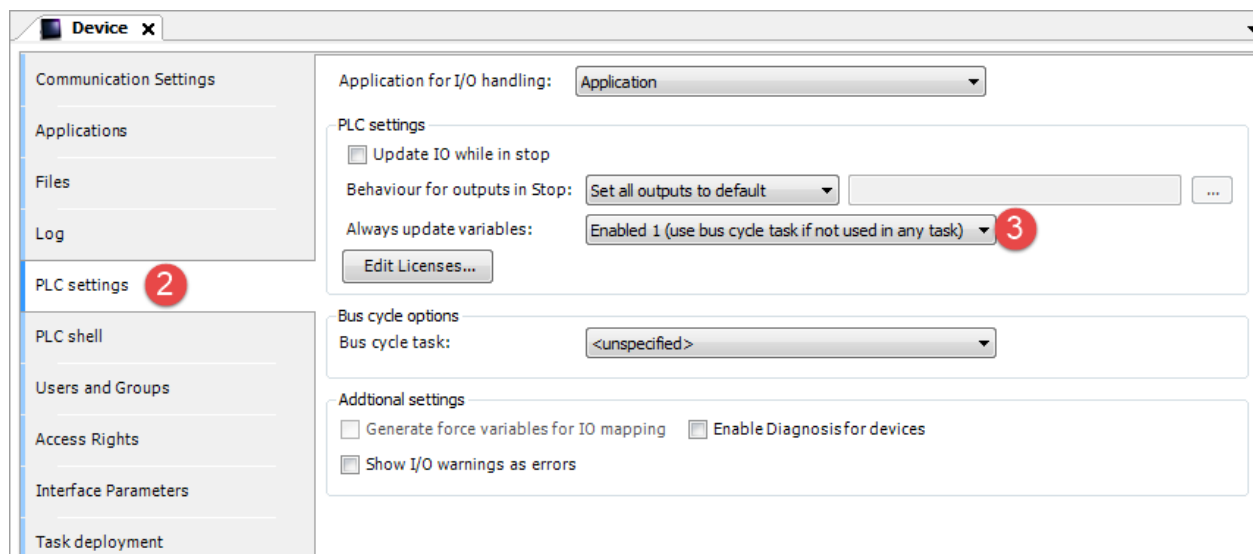 Device
Communication Settings
Applications
Files
Log
PLC settings 2
PLC shell
Users and Groups
Access Rights
Interface Parameters
Task deployment
Application for I/O handling: Application
PLC settings
Update IO while in stop
Behaviour for outputs in Stop: Set all outputs to default ...
Always update variables: Enabled 1 (use bus cycle task if not used in any task) 3
Edit Licenses...
Bus cycle options
Bus cycle task: <unspecified>
Addtional settings
Generate force variables for IO mapping Enable Diagnosis for devices
Show I/O warnings as errors